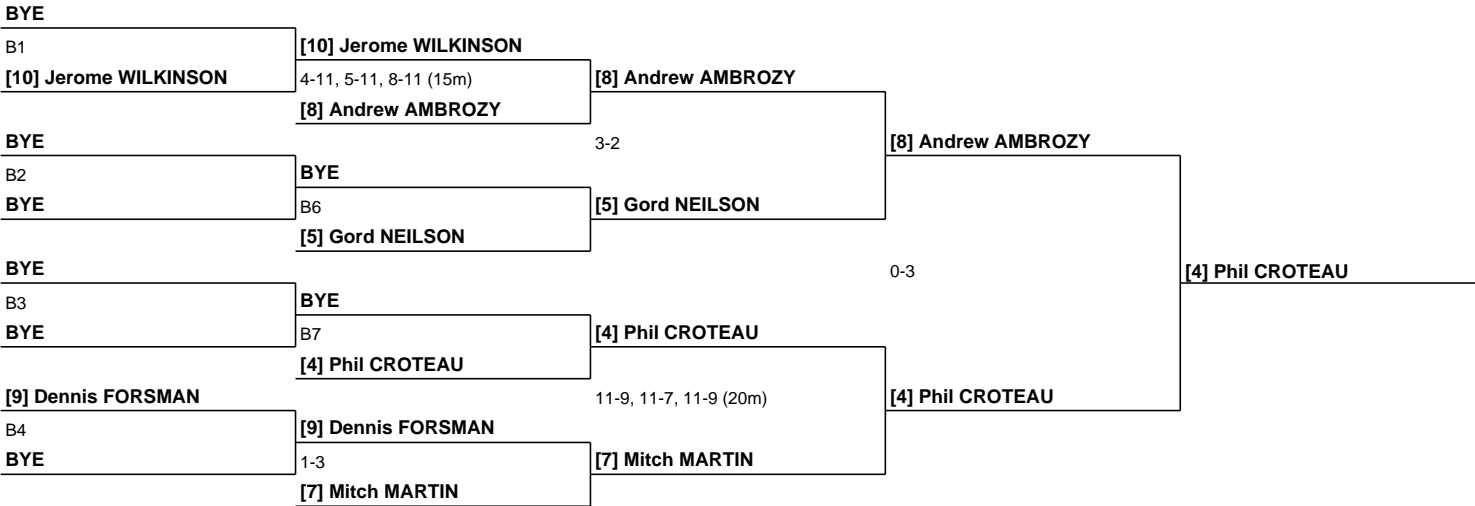 BYE
B1
[10] Jerome WILKINSON
[10] Jerome WILKINSON
4-11, 5-11, 8-11 (15m)
[8] Andrew AMBROZY
[8] Andrew AMBROZY
BYE
3-2
[8] Andrew AMBROZY
B2
BYE
BYE
B6
[5] Gord NEILSON
[5] Gord NEILSON
BYE
0-3
[4] Phil CROTEAU
B3
BYE
BYE
B7
[4] Phil CROTEAU
[4] Phil CROTEAU
[9] Dennis FORSMAN
11-9, 11-7, 11-9 (20m)
[4] Phil CROTEAU
B4
[9] Dennis FORSMAN
BYE
1-3
[7] Mitch MARTIN
[7] Mitch MARTIN